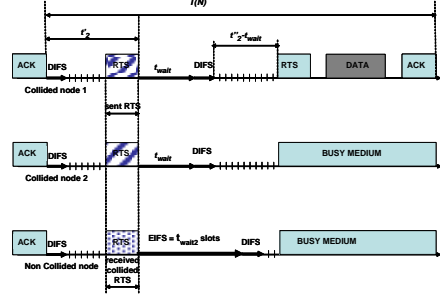 T(N)
t'2
t''2-twait
ACK DIFS RTS twait DIFS RTS DATA ACK
sent RTS
Collided node 1
ACK DIFS RTS twait DIFS BUSY MEDIUM
Collided node 2
ACK DIFS RTS EIFS = twait2 slots DIFS BUSY MEDIUM
Non Collided node
received
collided
RTS